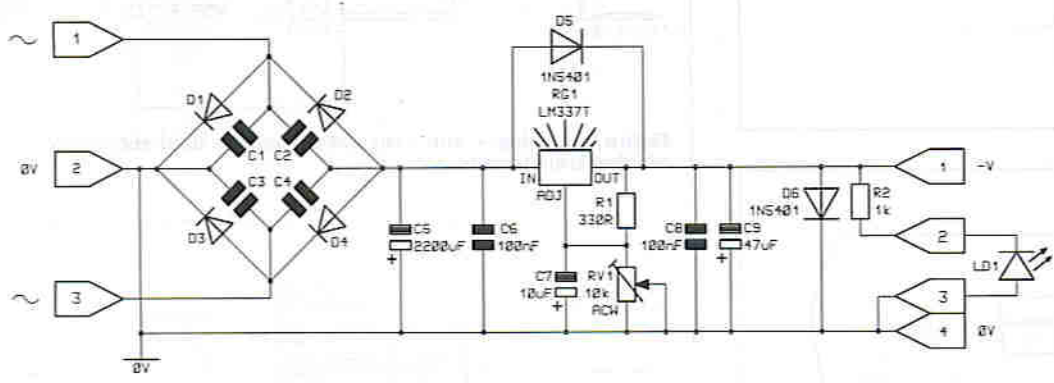 ~ 1
0V 2
~ 3
0V
D1
D2
C1 C2
C3 C4
D3
D4
C5
2200uF
+
C6
100nF
D5
1N5401
RG1
LM337T
IN OUT
ADJ
R1
330R
C7
10uF
+
RV1
10k
ACW
C8
100nF
C9
47uF
+
D6
1N5401
R2
1k
1 -V
2
LD1
3
4 0V